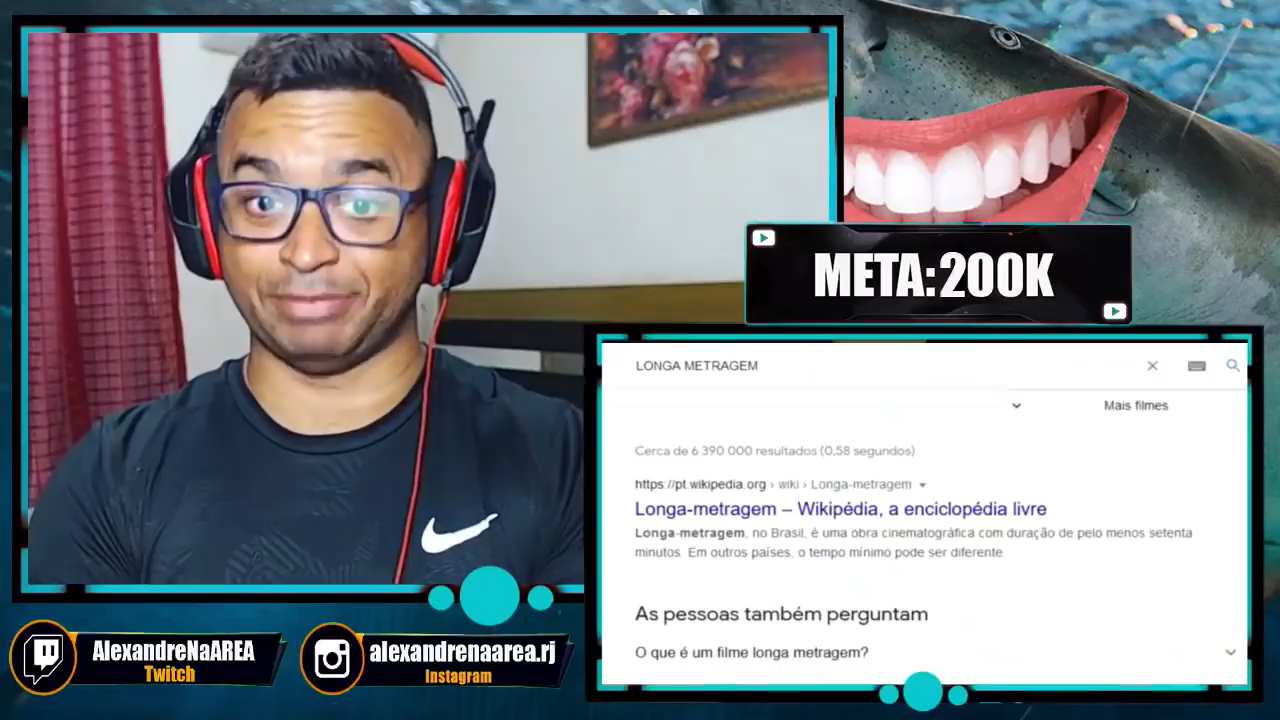 META:200K
LONGA METRAGEM
Mais filmes
Cerca de 6 390 000 resultados (0,58 segundos)
https://pt.wikipedia.org › wiki › Longa-metragem
Longa-metragem – Wikipédia, a enciclopédia livre
Longa-metragem, no Brasil, é uma obra cinematográfica com duração de pelo menos setenta
minutos. Em outros países, o tempo mínimo pode ser diferente
As pessoas também perguntam
O que é um filme longa metragem?
AlexandreNaAREA
Twitch
alexandrenaarea.rj
Instagram